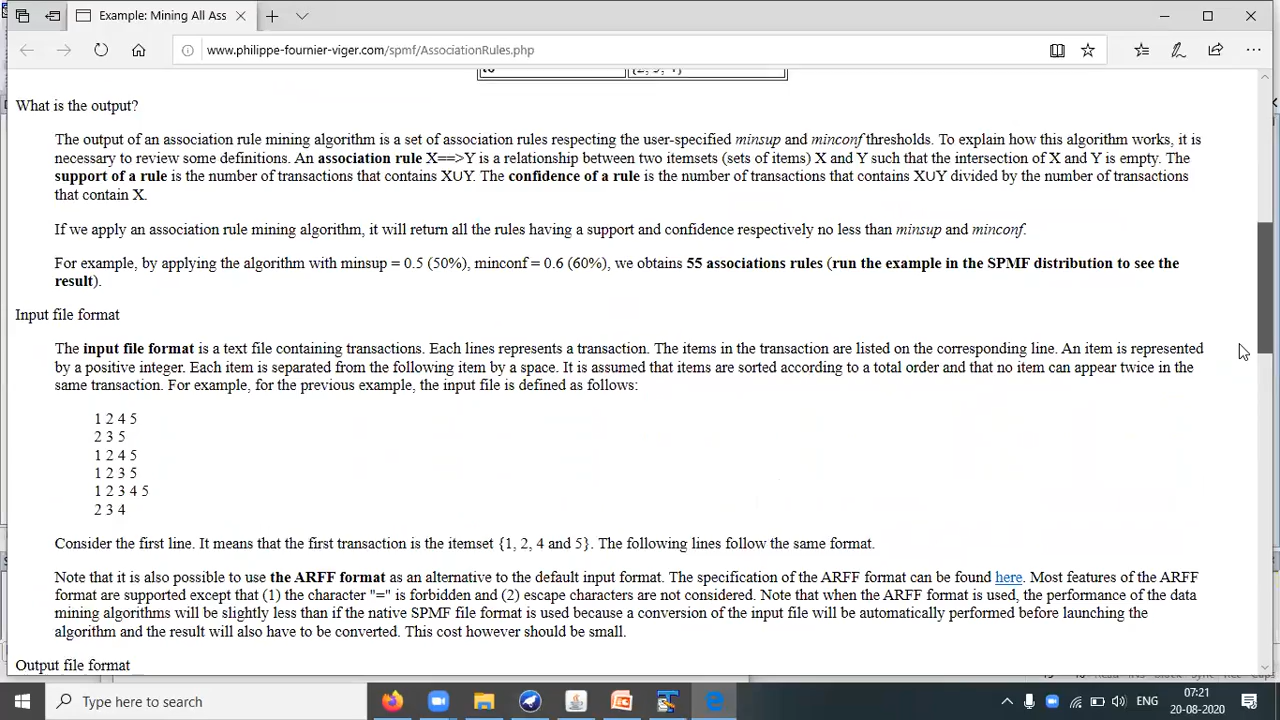 Example: Mining All Ass
www.philippe-fournier-viger.com/spmf/AssociationRules.php
What is the output?
The output of an association rule mining algorithm is a set of association rules respecting the user-specified minsup and minconf thresholds. To explain how this algorithm works, it is
necessary to review some definitions. An association rule X==>Y is a relationship between two itemsets (sets of items) X and Y such that the intersection of X and Y is empty. The
support of a rule is the number of transactions that contains X∪Y. The confidence of a rule is the number of transactions that contains X∪Y divided by the number of transactions
that contain X.
If we apply an association rule mining algorithm, it will return all the rules having a support and confidence respectively no less than minsup and minconf.
For example, by applying the algorithm with minsup = 0.5 (50%), minconf = 0.6 (60%), we obtains 55 associations rules (run the example in the SPMF distribution to see the
result).
Input file format
The input file format is a text file containing transactions. Each lines represents a transaction. The items in the transaction are listed on the corresponding line. An item is represented
by a positive integer. Each item is separated from the following item by a space. It is assumed that items are sorted according to a total order and that no item can appear twice in the
same transaction. For example, for the previous example, the input file is defined as follows:
1 2 4 5
2 3 5
1 2 4 5
1 2 3 5
1 2 3 4 5
2 3 4
Consider the first line. It means that the first transaction is the itemset {1, 2, 4 and 5}. The following lines follow the same format.
Note that it is also possible to use the ARFF format as an alternative to the default input format. The specification of the ARFF format can be found here. Most features of the ARFF
format are supported except that (1) the character "=" is forbidden and (2) escape characters are not considered. Note that when the ARFF format is used, the performance of the data
mining algorithms will be slightly less than if the native SPMF file format is used because a conversion of the input file will be automatically performed before launching the
algorithm and the result will also have to be converted. This cost however should be small.
Output file format
Type here to search
ENG
07:21
20-08-2020